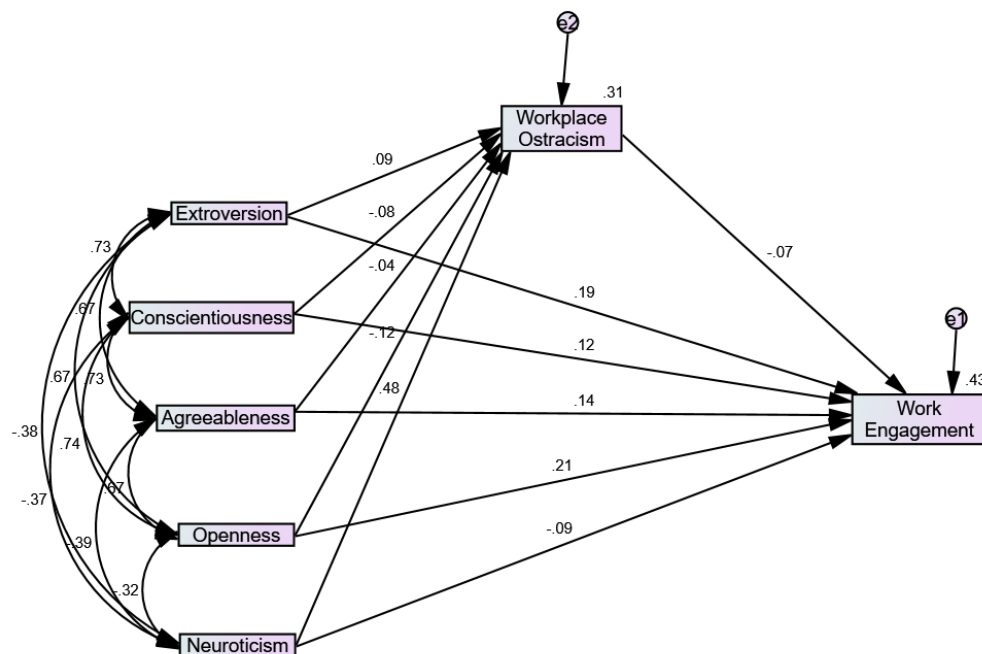 e2
.31
Workplace
Ostracism
.09
Extroversion
-.08
.73
-.07
-.04
.19
.67
Conscientiousness
e1
-.12
.12
.67
.73
.48
.43
Agreeableness
.14
Work
Engagement
-.38
.74
.21
-.37
.67
Openness
-.09
-.39
-.32
Neuroticism